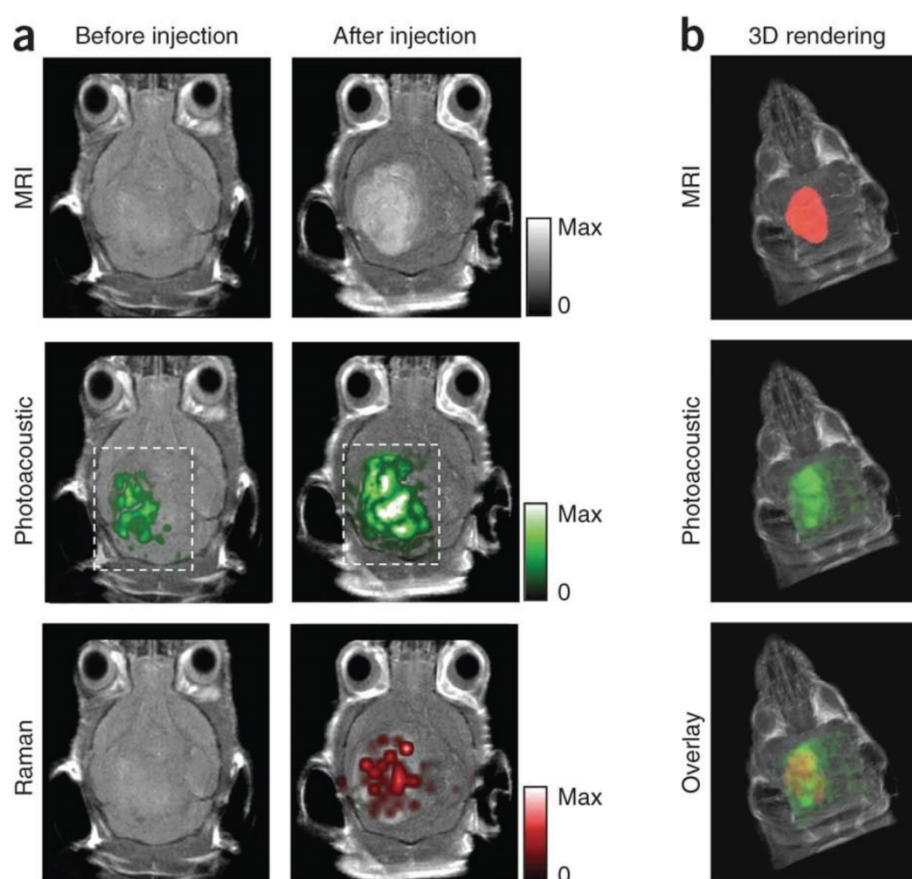 a
Before injection
After injection
b
3D rendering
MRI
Max
0
MRI
Photoacoustic
Max
0
Photoacoustic
Raman
Max
0
Overlay